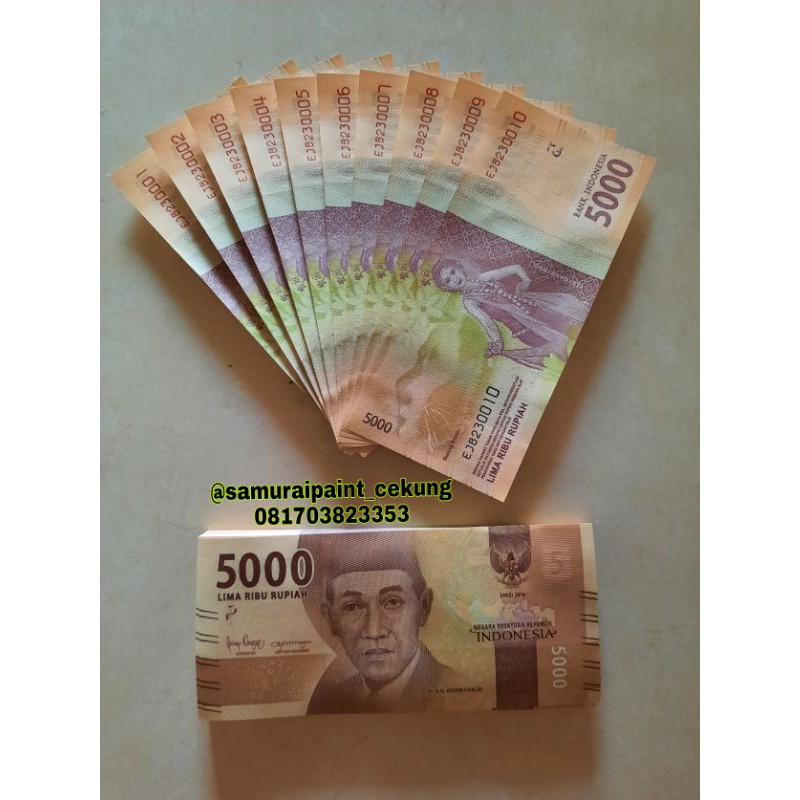 EJB230001
EJB230002
EJB230003
EJB230004
EJB230005
EJB230006
EJB230007
EJB230008
EJB230009
EJB230010
BANK INDONESIA
5000
5000
EJB230010
LIMA RIBU RUPIAH
@samuraipaint_cekung
081703823353
5000
LIMA RIBU RUPIAH
5
NEGARA KESATUAN REPUBLIK
INDONESIA
5000